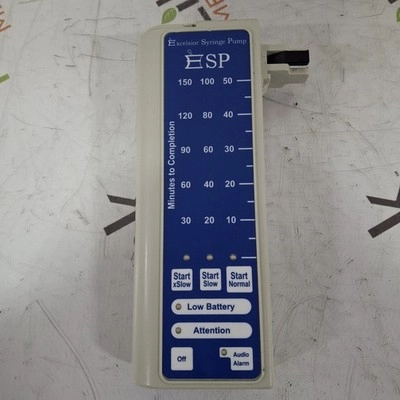 Excelsior Syringe Pump
ESP
150 100 50
120 80 40
90 60 30
60 40 20
30 20 10
Minutes to Completion
Start xSlow
Start Slow
Start Normal
Low Battery
Attention
Off
Audio Alarm